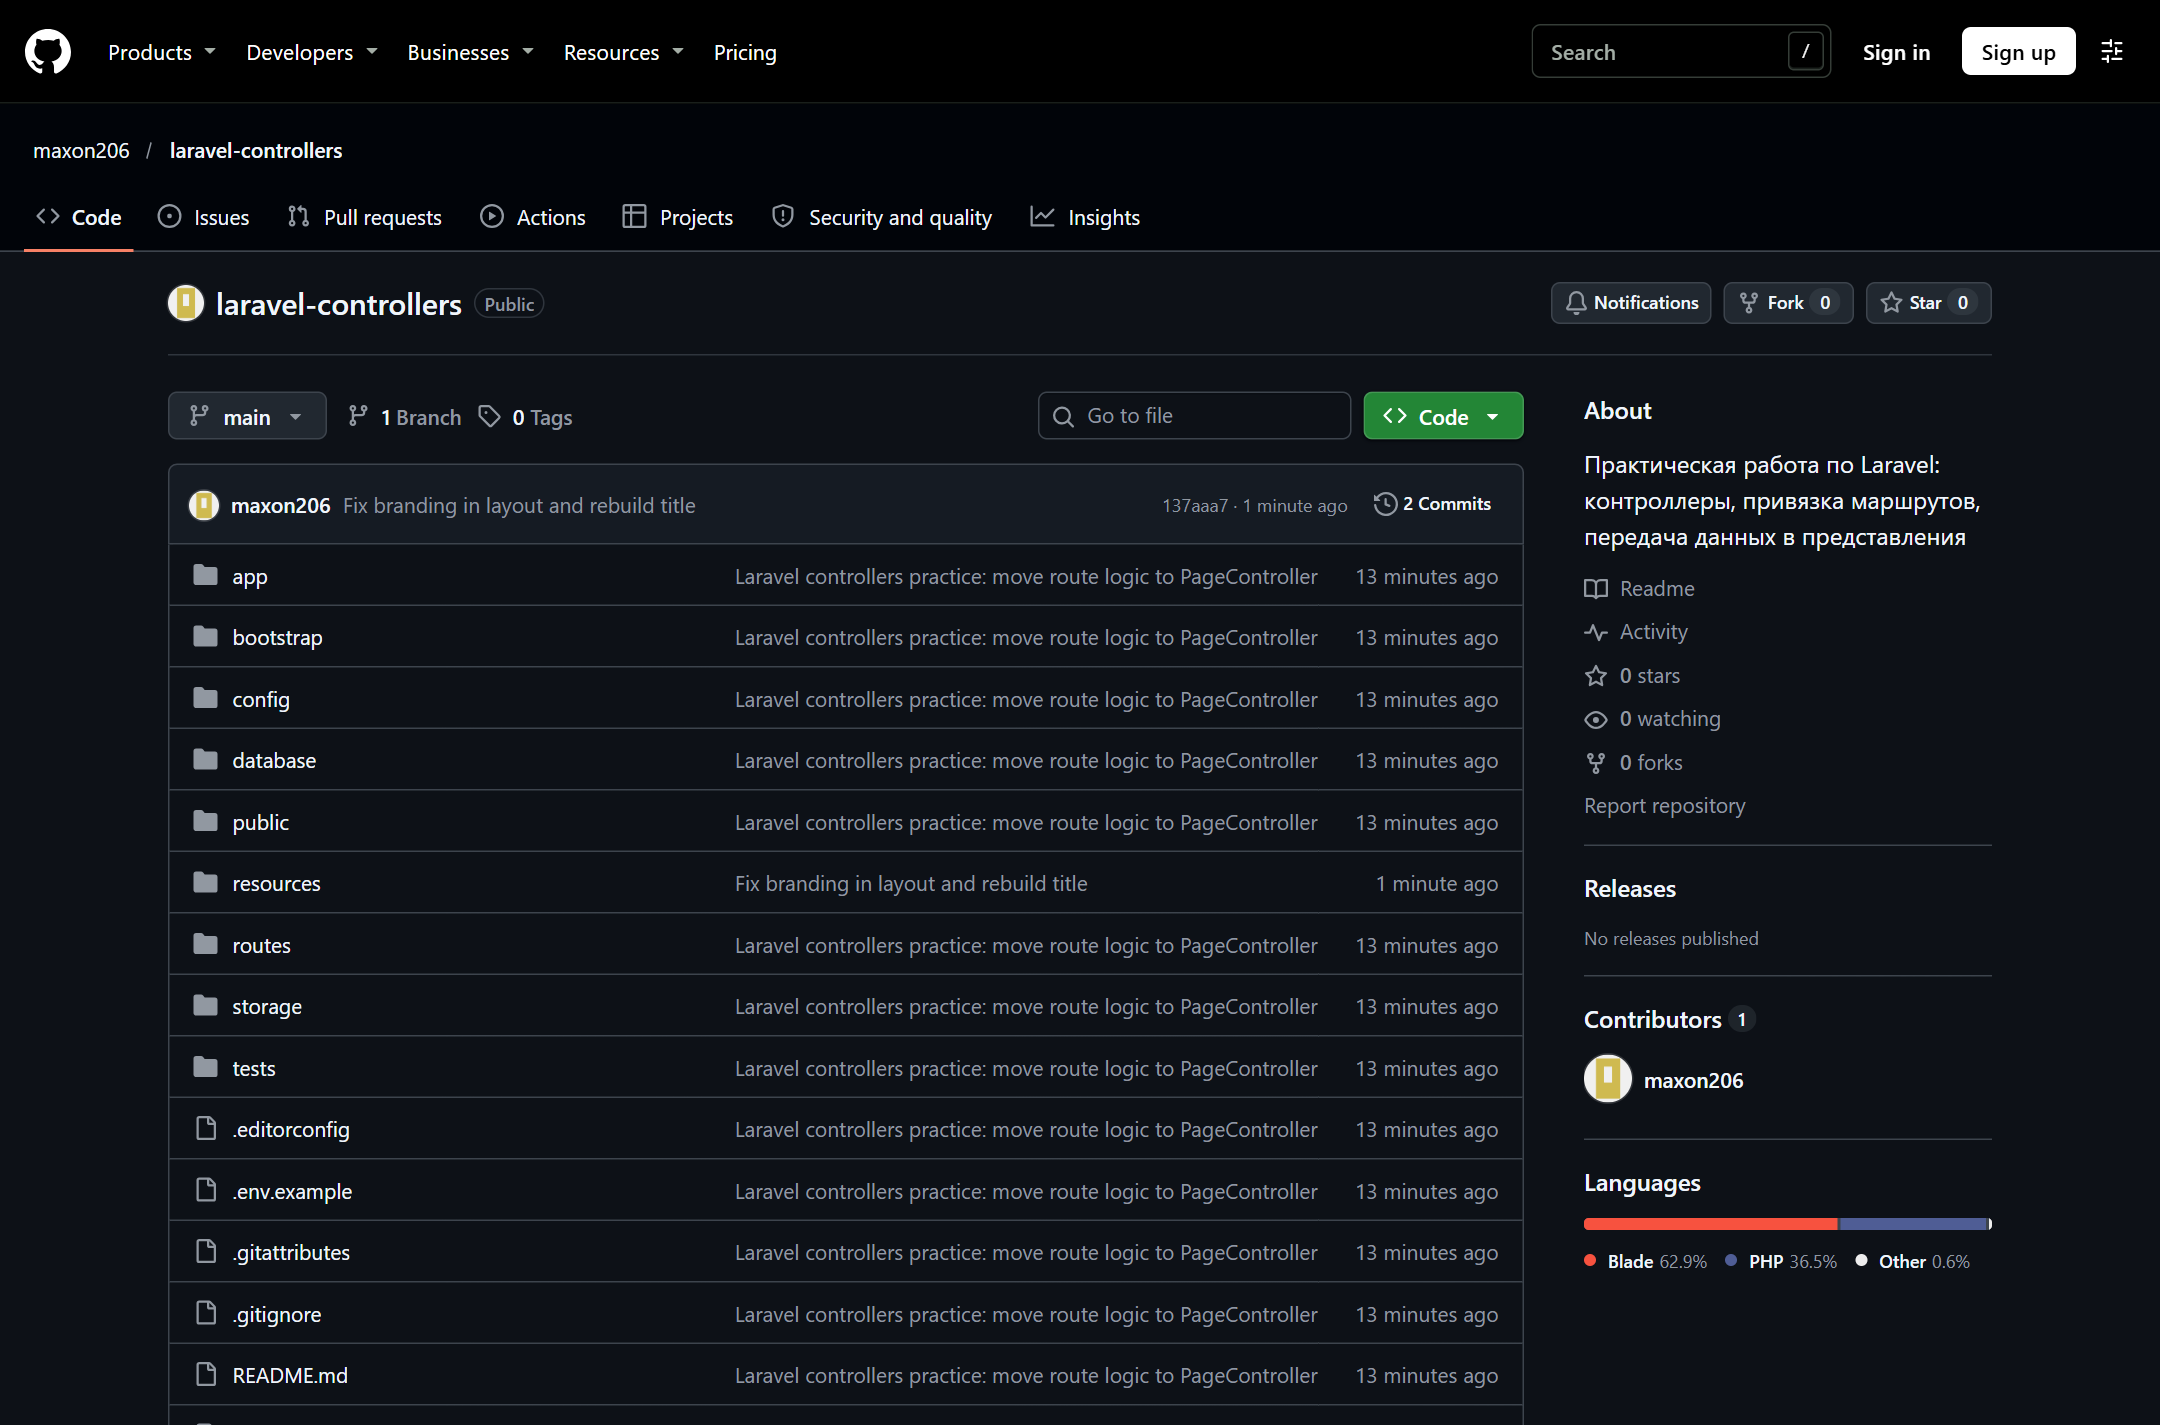 Products Developers Businesses Resources Pricing Search / Sign in Sign up
maxon206 / laravel-controllers
Code Issues Pull requests Actions Projects Security and quality Insights
laravel-controllers Public Notifications Fork 0 Star 0
main 1 Branch 0 Tags Go to file Code
maxon206 Fix branding in layout and rebuild title 137aaa7 · 1 minute ago 2 Commits
app Laravel controllers practice: move route logic to PageController 13 minutes ago
bootstrap Laravel controllers practice: move route logic to PageController 13 minutes ago
config Laravel controllers practice: move route logic to PageController 13 minutes ago
database Laravel controllers practice: move route logic to PageController 13 minutes ago
public Laravel controllers practice: move route logic to PageController 13 minutes ago
resources Fix branding in layout and rebuild title 1 minute ago
routes Laravel controllers practice: move route logic to PageController 13 minutes ago
storage Laravel controllers practice: move route logic to PageController 13 minutes ago
tests Laravel controllers practice: move route logic to PageController 13 minutes ago
.editorconfig Laravel controllers practice: move route logic to PageController 13 minutes ago
.env.example Laravel controllers practice: move route logic to PageController 13 minutes ago
.gitattributes Laravel controllers practice: move route logic to PageController 13 minutes ago
.gitignore Laravel controllers practice: move route logic to PageController 13 minutes ago
README.md Laravel controllers practice: move route logic to PageController 13 minutes ago
About
Практическая работа по Laravel:
контроллеры, привязка маршрутов,
передача данных в представления
Readme
Activity
0 stars
0 watching
0 forks
Report repository
Releases
No releases published
Contributors 1
maxon206
Languages
Blade 62.9% PHP 36.5% Other 0.6%